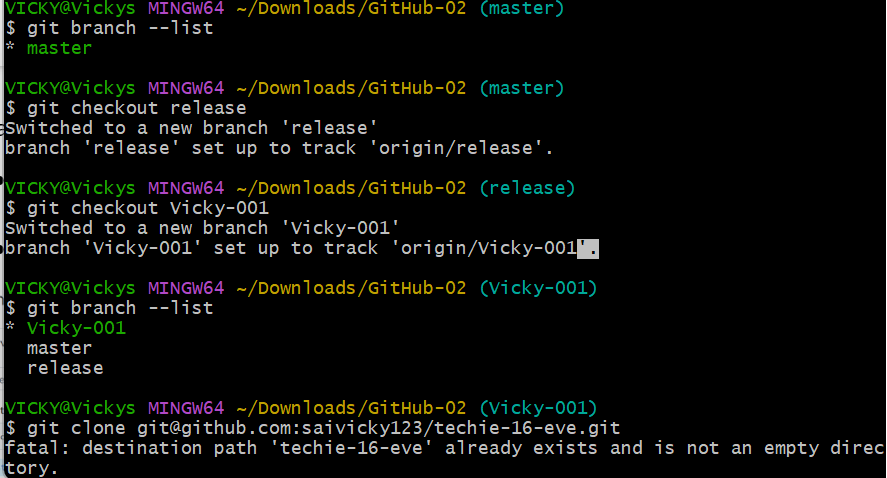 VICKY@Vickys MINGW64 ~/Downloads/GitHub-02 (master)
$ git branch --list
* master
VICKY@Vickys MINGW64 ~/Downloads/GitHub-02 (master)
$ git checkout release
Switched to a new branch 'release'
branch 'release' set up to track 'origin/release'.
VICKY@Vickys MINGW64 ~/Downloads/GitHub-02 (release)
$ git checkout Vicky-001
Switched to a new branch 'Vicky-001'
branch 'Vicky-001' set up to track 'origin/Vicky-001'.
VICKY@Vickys MINGW64 ~/Downloads/GitHub-02 (Vicky-001)
$ git branch --list
* Vicky-001
master
release
VICKY@Vickys MINGW64 ~/Downloads/GitHub-02 (Vicky-001)
$ git clone git@github.com:saivicky123/techie-16-eve.git
fatal: destination path 'techie-16-eve' already exists and is not an empty direc
tory.